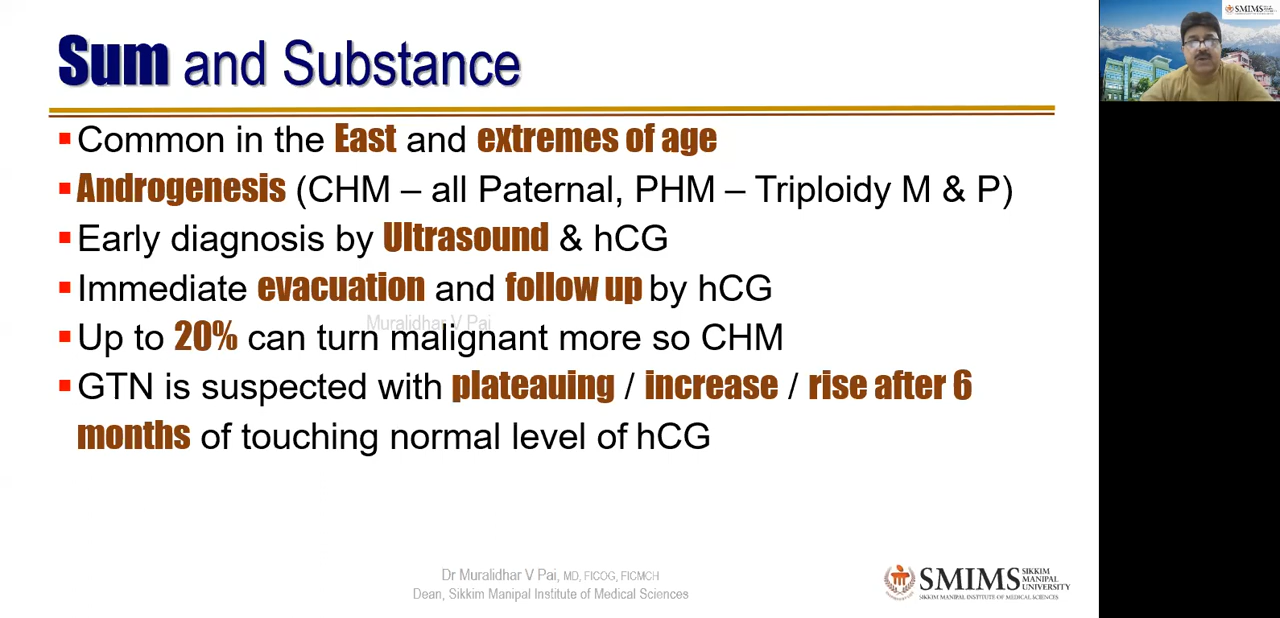 Sum and Substance
Common in the East and extremes of age
Androgenesis (CHM – all Paternal, PHM – Triploidy M & P)
Early diagnosis by Ultrasound & hCG
Immediate evacuation and follow up by hCG
Muralidhar V Pai
Up to 20% can turn malignant more so CHM
GTN is suspected with plateauing / increase / rise after 6
months of touching normal level of hCG
Dr Muralidhar V Pai, MD, FICOG, FICMCH
Dean, Sikkim Manipal Institute of Medical Sciences
SMIMS SIKKIM
MANIPAL
UNIVERSITY
SIKKIM MANIPAL INSTITUTE OF MEDICAL SCIENCES
SMIMS